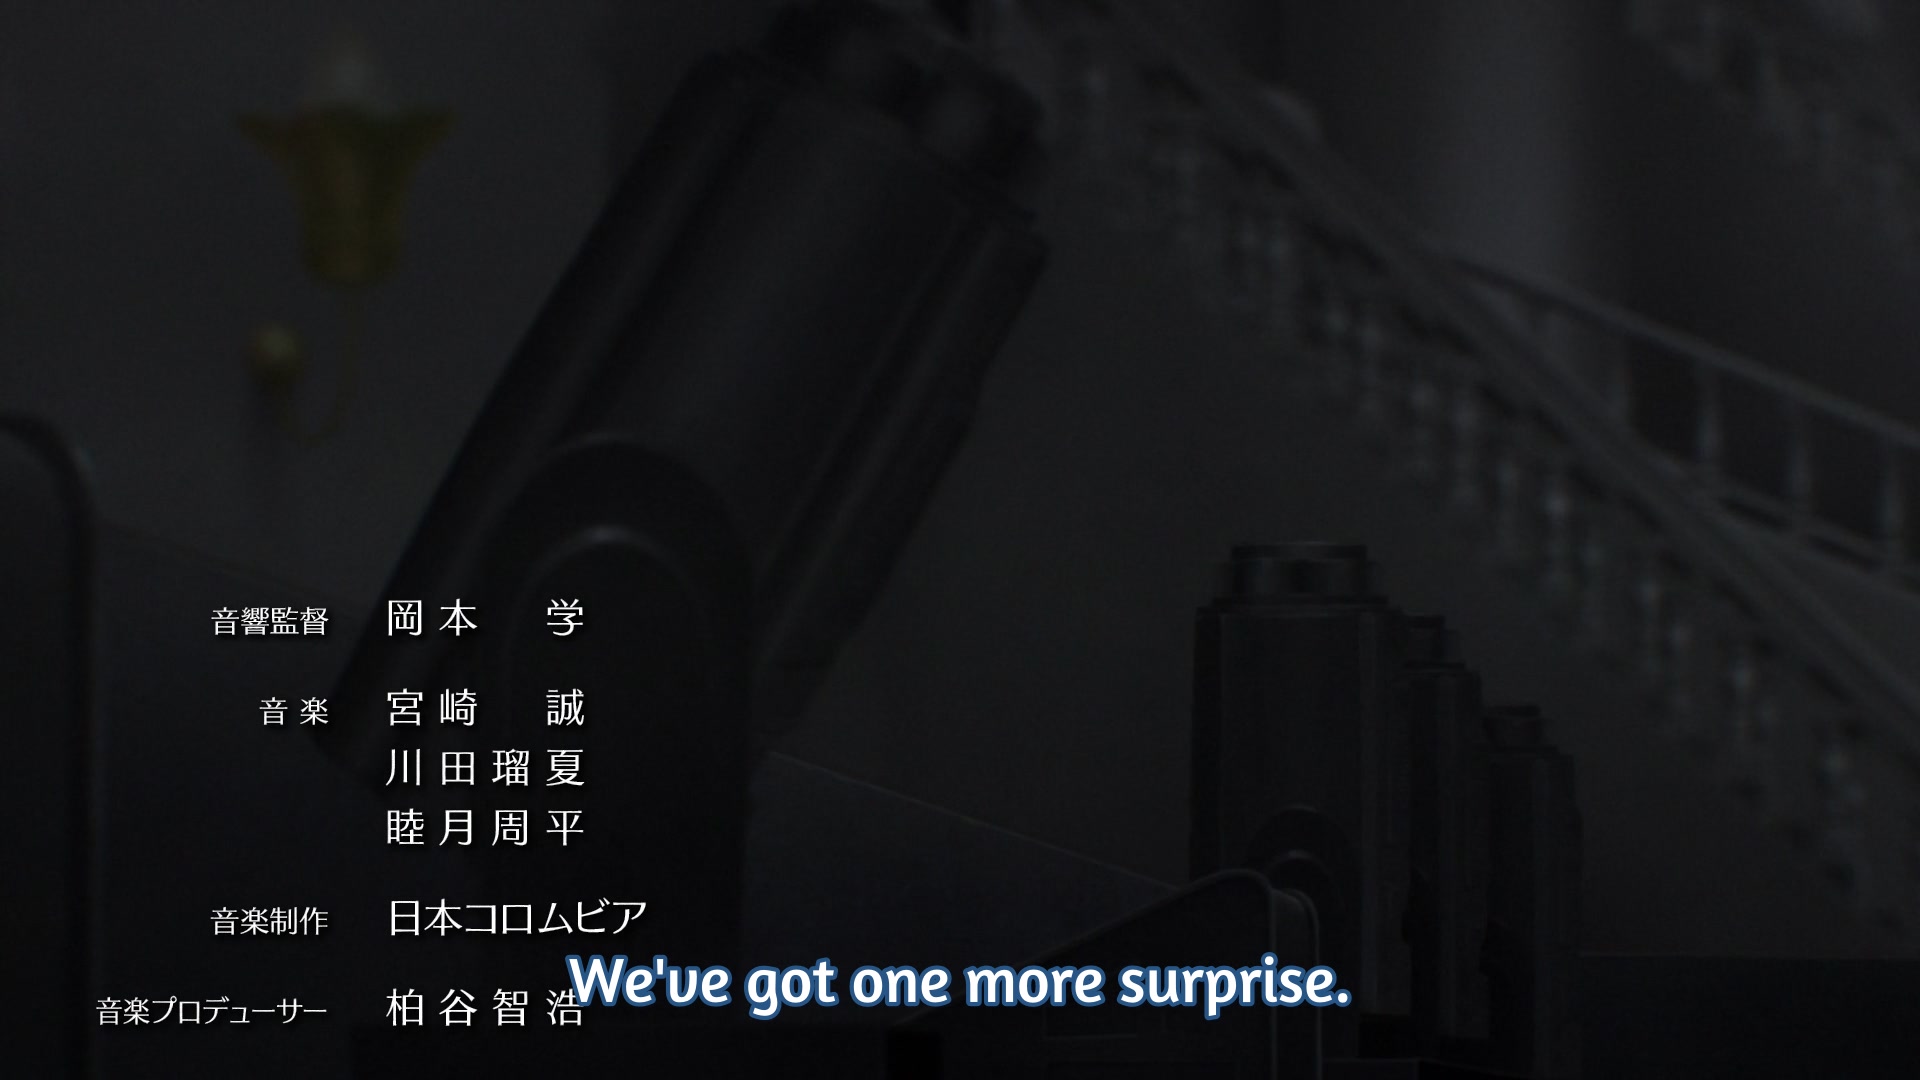 音響監督 岡本 学
音楽 宮崎 誠
川田瑠夏
睦月周平
音楽制作 日本コロムビア
音楽プロデューサー 柏谷智浩
We've got one more surprise.